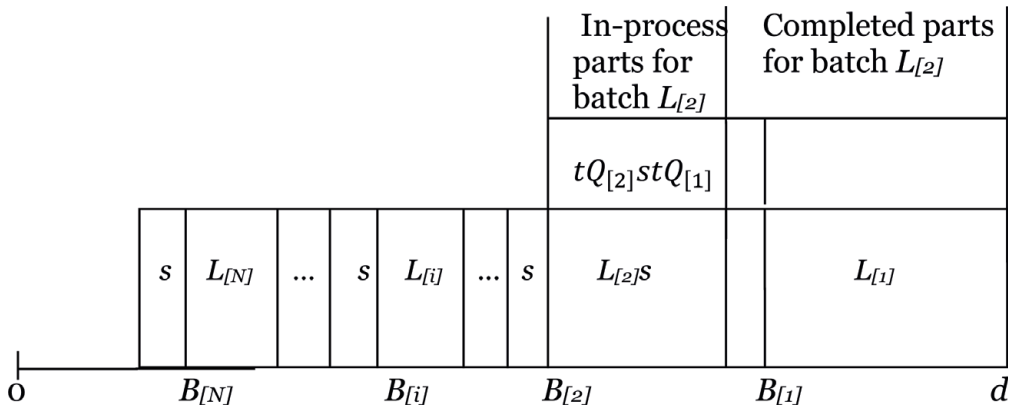 In-process
parts for
batch L[2]
Completed parts
for batch L[2]
tQ[2]stQ[1]
s L[N] ... s L[i] ... s L[2]s L[1]
0 B[N] B[i] B[2] B[1] d